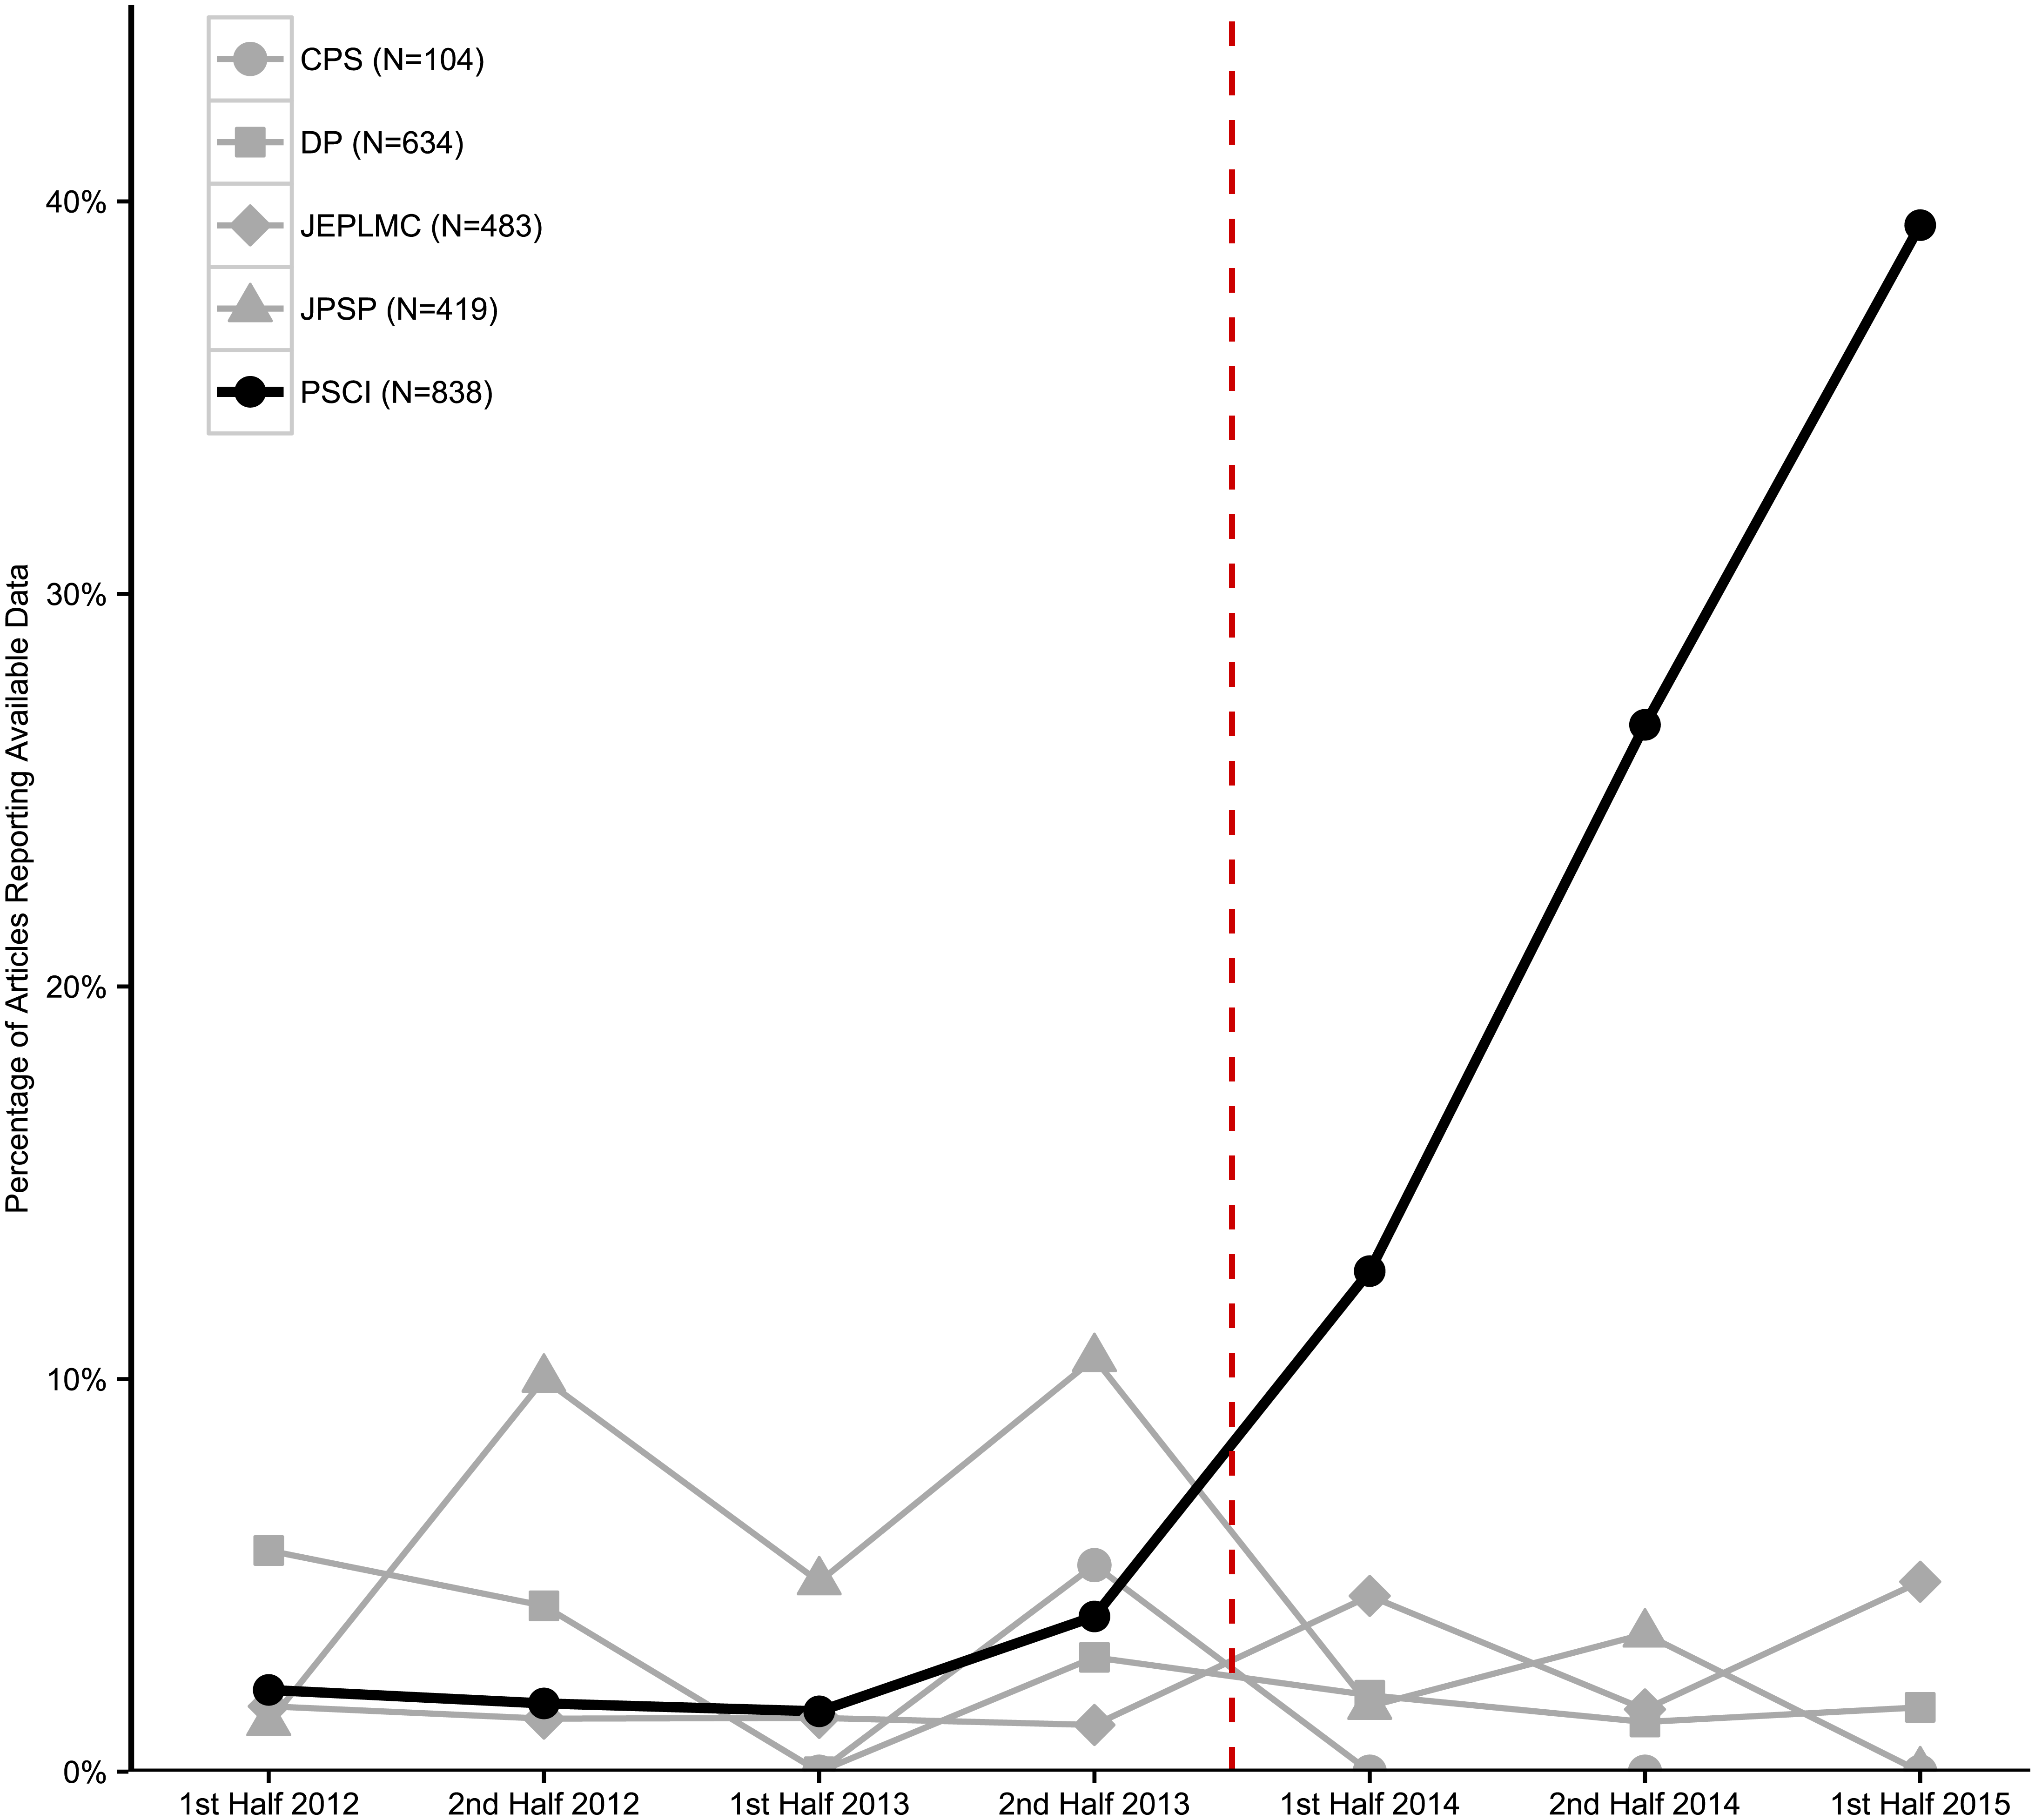 CPS (N=104)
DP (N=634)
JEPLMC (N=483)
JPSP (N=419)
PSCI (N=838)
Percentage of Articles Reporting Available Data
40%
30%
20%
10%
0%
1st Half 2012
2nd Half 2012
1st Half 2013
2nd Half 2013
1st Half 2014
2nd Half 2014
1st Half 2015